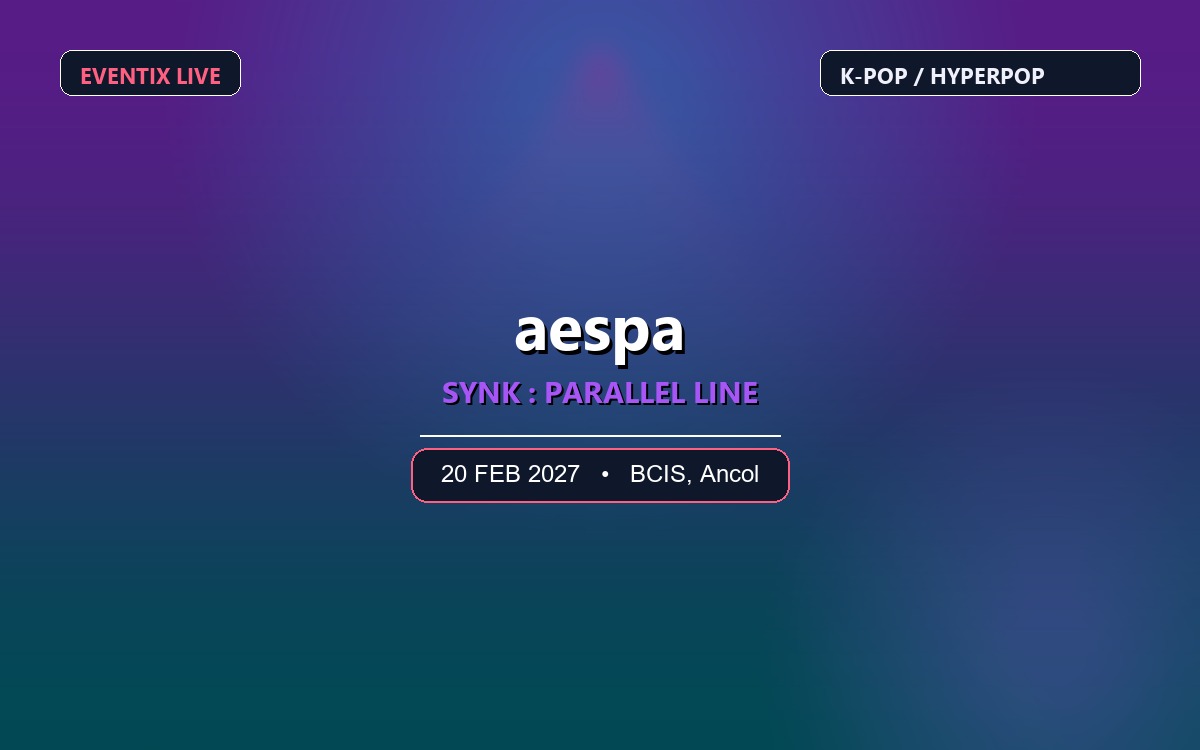 EVENTIX LIVE
K-POP / HYPERPOP
aespa
SYNK : PARALLEL LINE
20 FEB 2027 • BCIS, Ancol